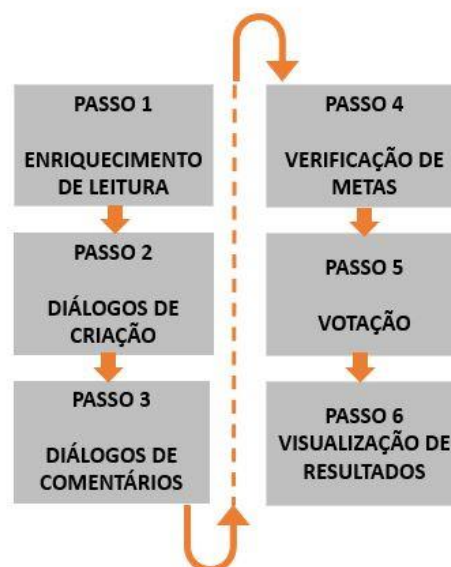 PASSO 1
ENRIQUECIMENTO
DE LEITURA
PASSO 2
DIÁLOGOS DE
CRIAÇÃO
PASSO 3
DIÁLOGOS DE
COMENTÁRIOS
PASSO 4
VERIFICAÇÃO DE
METAS
PASSO 5
VOTAÇÃO
PASSO 6
VISUALIZAÇÃO DE
RESULTADOS